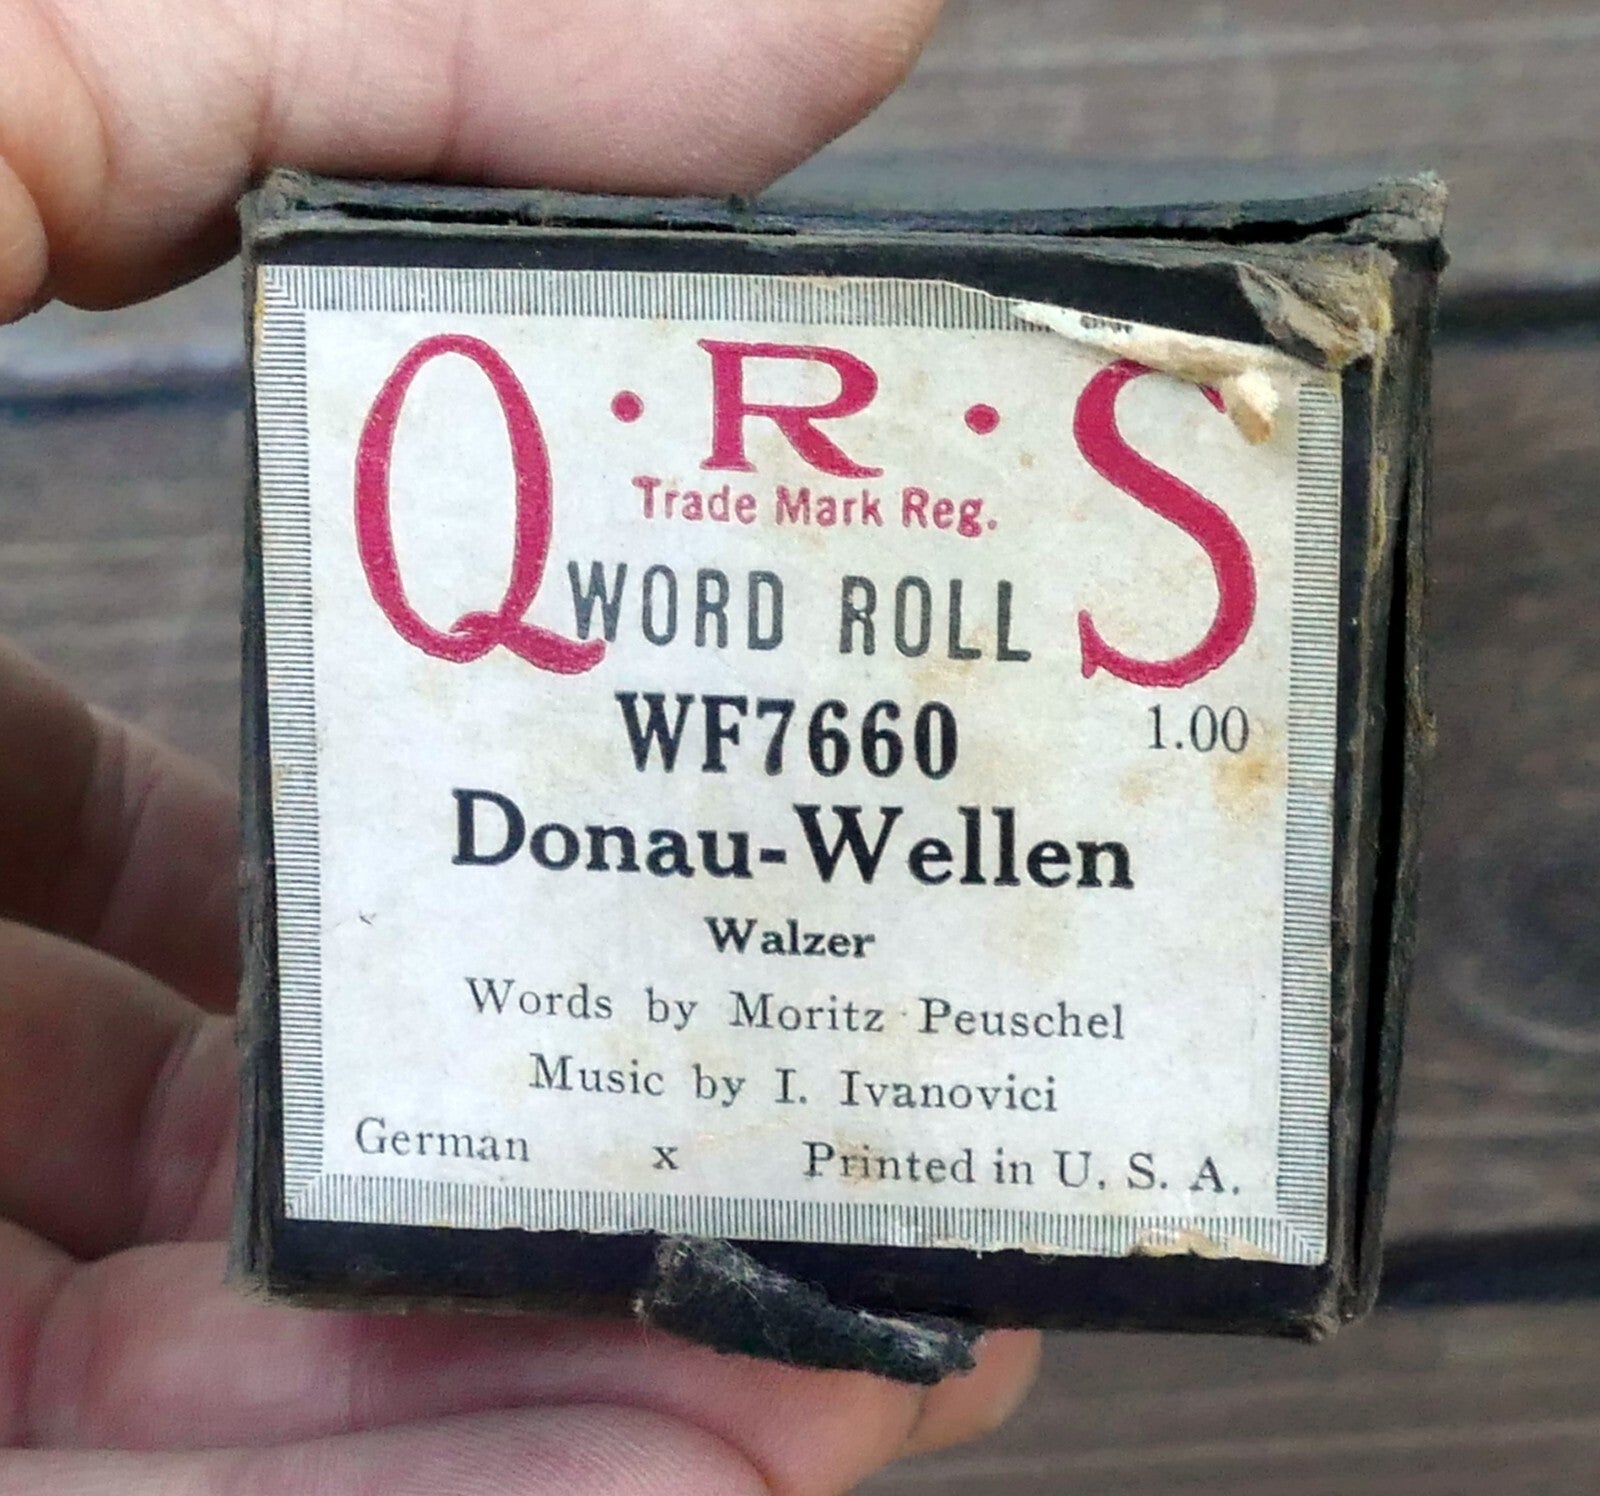 Q·R·S
Trade Mark Reg.
WORD ROLL
WF7660 1.00
Donau-Wellen
Walzer
Words by Moritz Peuschel
Music by I. Ivanovici
German x Printed in U. S. A.